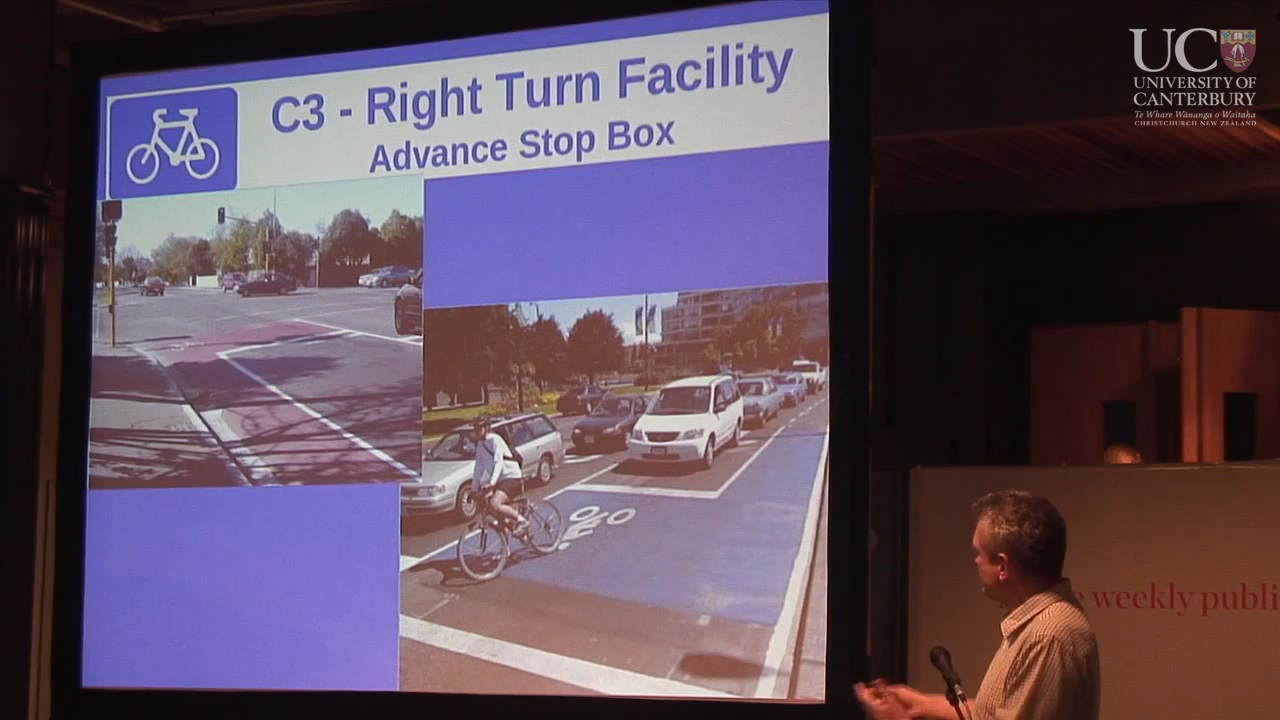 C3 - Right Turn Facility
Advance Stop Box
UC
UNIVERSITY OF
CANTERBURY
Te Whare Wānanga o Waitaha
CHRISTCHURCH NEW ZEALAND
weekly publi